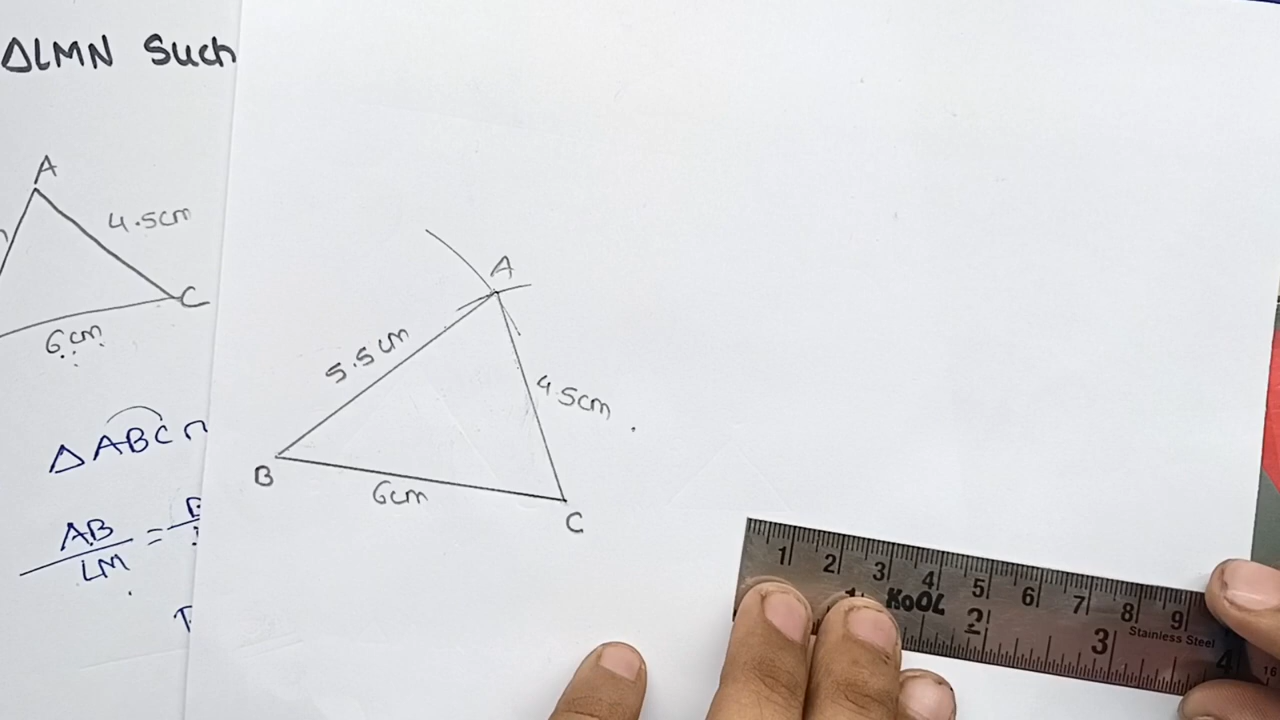 ΔLMN Such
A
4.5cm
C
6cm
ΔABC
AB
LM
=
A
5.5cm
4.5cm
B
6cm
C
1 2 3 4 5 6 7 8 9
KOOL
1 2 3 4
Stainless Steel